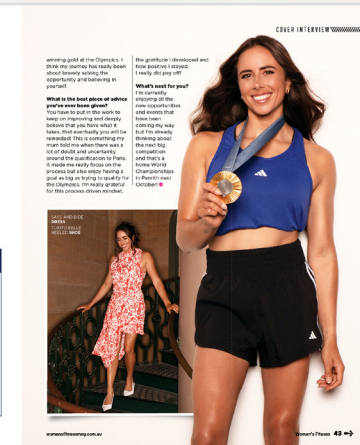 COVER INTERVIEW
winning gold at the Olympics. I
think my journey has really been
about bravely seizing the
opportunity and believing in
yourself.
What is the best piece of advice
you've ever been given?
You have to put in the work to
keep on improving and deeply
believe that you have what it
takes, that eventually you will be
rewarded! This is something my
mum told me when there was a
lot of doubt and uncertainty
around the qualification to Paris.
It made me really focus on the
process but also enjoy having a
goal as big as trying to qualify for
the Olympics. I'm really grateful
for this process driven mindset,
the gratitude I developed and
how positive I stayed.
I really did pay off!
What's next for you?
I'm currently
enjoying all the
new opportunities
and events that
have been
coming my way
but I'm already
thinking about
the next big
competition
and that's a
home World
Championships
in Penrith next
October!
SASS AND BIDE
DRESS
TONY BIANCO
HEELED SHOE
womensfitnessmag.com.au
Women's Fitness 43